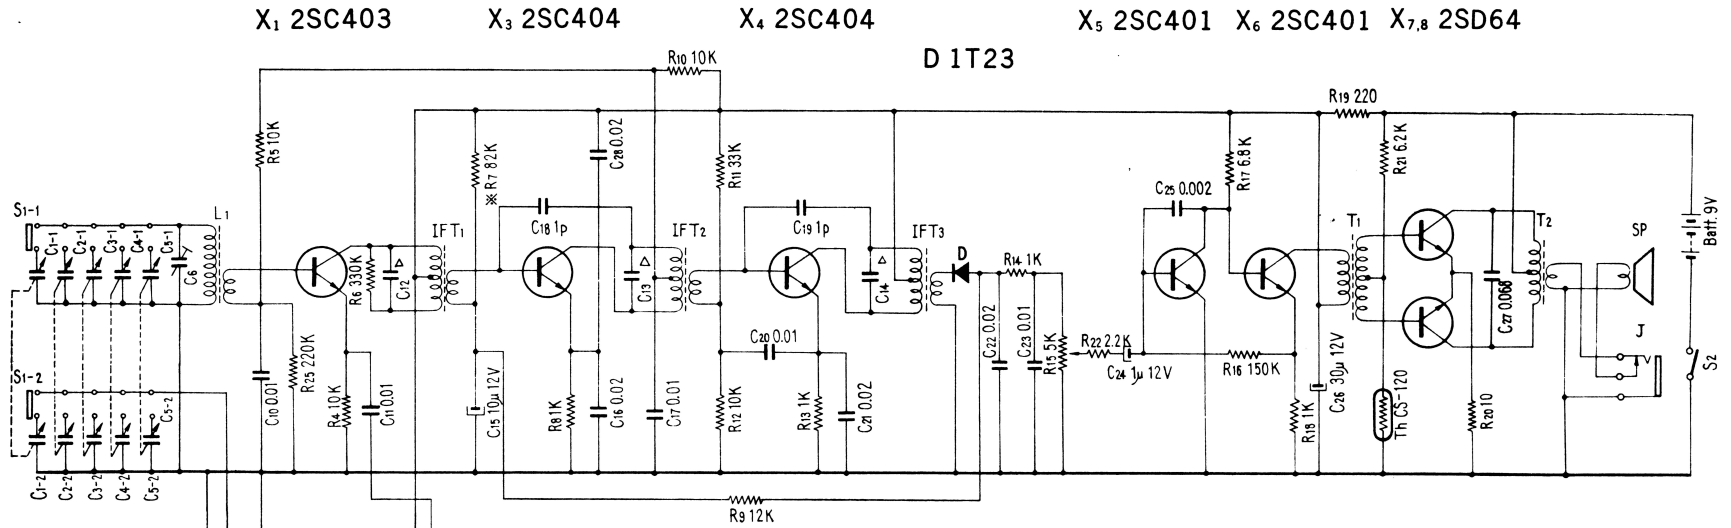 X1 2SC403 X3 2SC404 X4 2SC404 X5 2SC401 X6 2SC401 X7,8 2SD64
D 1T23
R10 10K
R19 220
R5 10K
※R7 82K
C28 0.02
R11 33K
C25 0.002
R17 6.8K
R21 6.2K
S1-1
C1-1
C2-1
C3-1
C4-1
C5-1
C6
L1
R6 330K
C12
IFT1
C18 1p
C13
IFT2
C19 1p
C14
IFT3
D
R14 1K
T1
T2
SP
Batt. 9V
C27 0.068
C20 0.01
C22 0.02
C23 0.01
R15 5K
R22 2.2K
C24 1μ 12V
R16 150K
C26 30μ 12V
J
S2
S1-2
C5-2
C10 0.01
R25 220K
R4 10K
C11 0.01
C15 10μ 12V
R8 1K
C16 0.02
C17 0.01
R12 10K
R13 1K
C21 0.02
R18 1K
Th CS-120
R20 10
C1-2
C2-2
C3-2
C4-2
C5-2
R9 12K